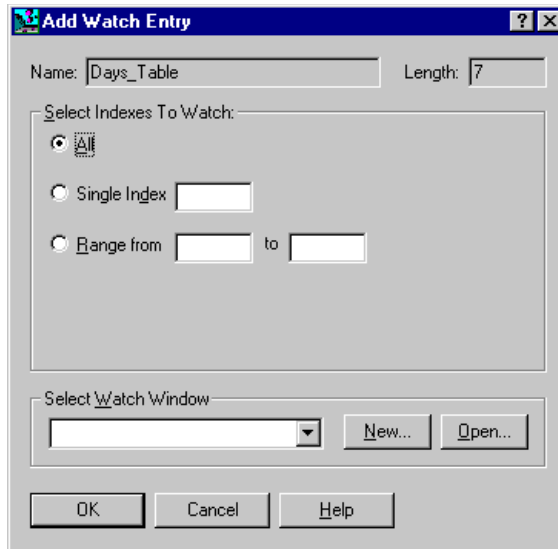 Add Watch Entry
Name: Days_Table Length: 7
Select Indexes To Watch:
All
Single Index
Range from to
Select Watch Window
New... Open...
OK Cancel Help